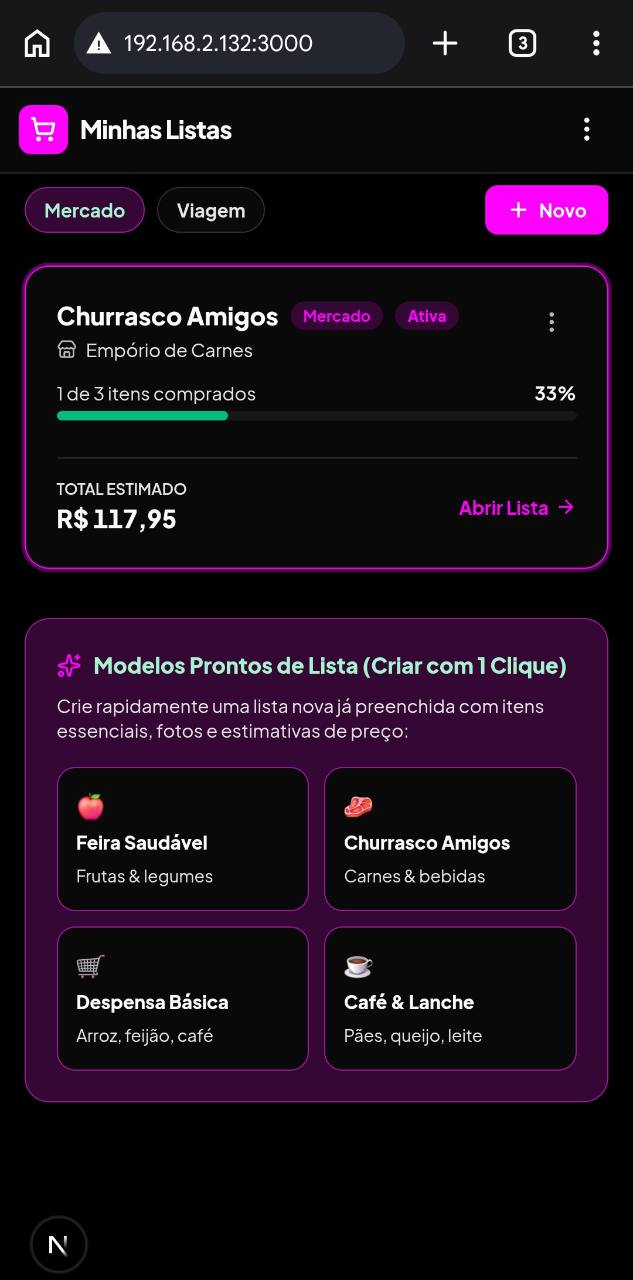 192.168.2.132:3000
3
Minhas Listas
Mercado
Viagem
+ Novo
Churrasco Amigos
Mercado
Ativa
Empório de Carnes
1 de 3 itens comprados
33%
TOTAL ESTIMADO
R$ 117,95
Abrir Lista →
Modelos Prontos de Lista (Criar com 1 Clique)
Crie rapidamente uma lista nova já preenchida com itens
essenciais, fotos e estimativas de preço:
Feira Saudável
Frutas & legumes
Churrasco Amigos
Carnes & bebidas
Despensa Básica
Arroz, feijão, café
Café & Lanche
Pães, queijo, leite
N